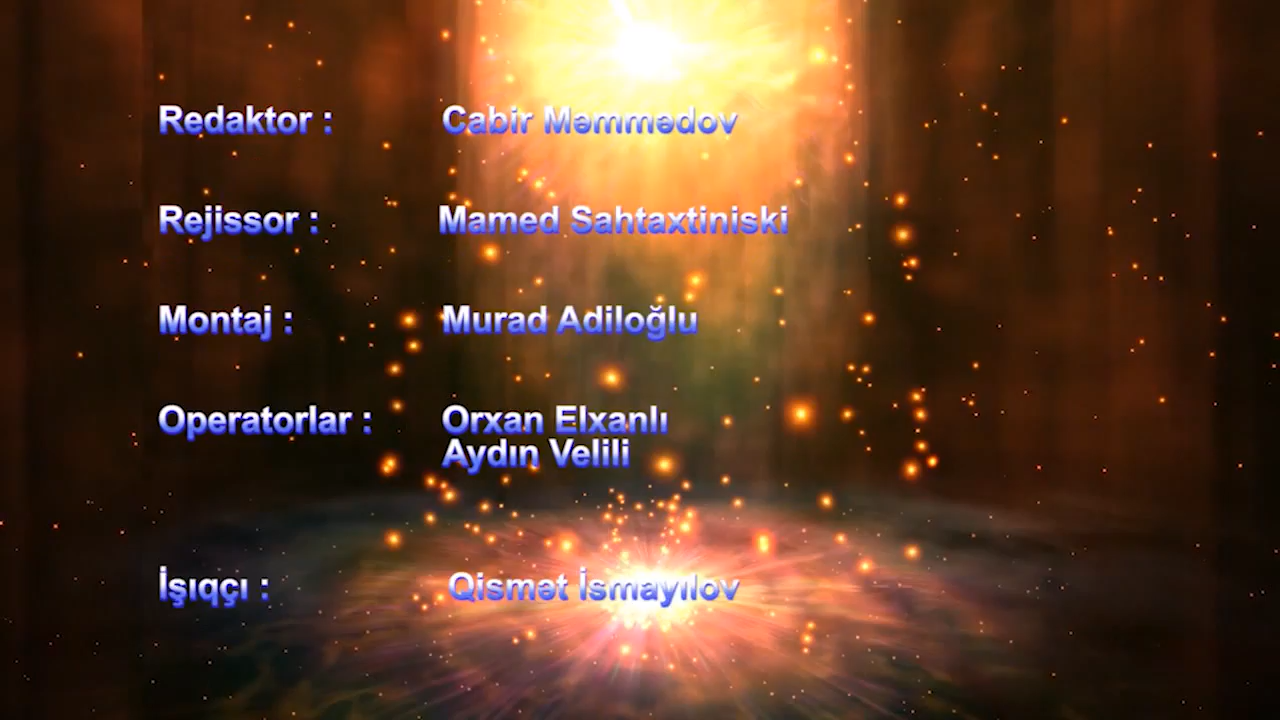 Redaktor : Cabir Məmmədov
Rejissor : Mamed Sahtaxtiniski
Montaj : Murad Adiloğlu
Operatorlar : Orxan Elxanlı
Aydın Velili
İşıqçı : Qismət İsmayılov